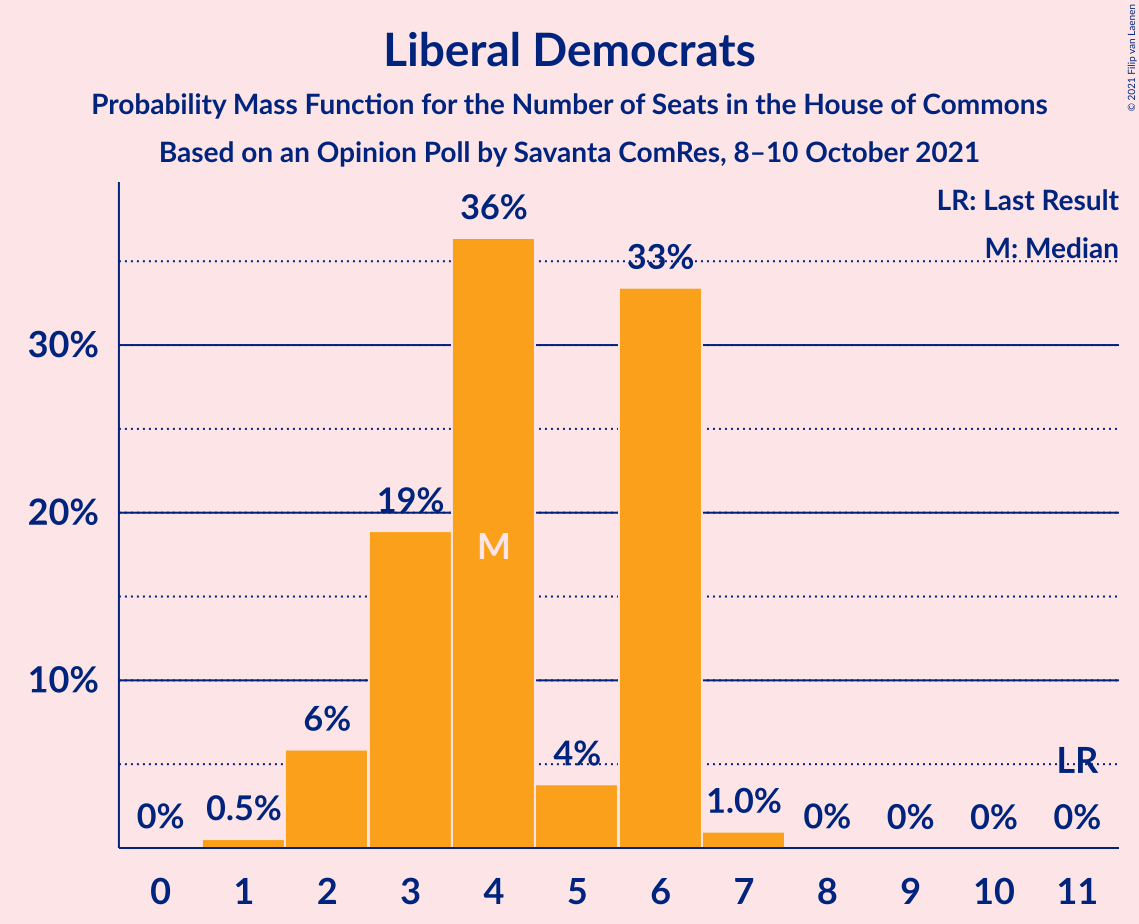 Liberal Democrats
Probability Mass Function for the Number of Seats in the House of Commons
Based on an Opinion Poll by Savanta ComRes, 8–10 October 2021
© 2021 Filip van Laenen
LR: Last Result
M: Median
36%
33%
30%
19%
20%
M
10%
6%
4%
LR
0%
0.5%
1.0%
0%
0%
0%
0%
0 1 2 3 4 5 6 7 8 9 10 11